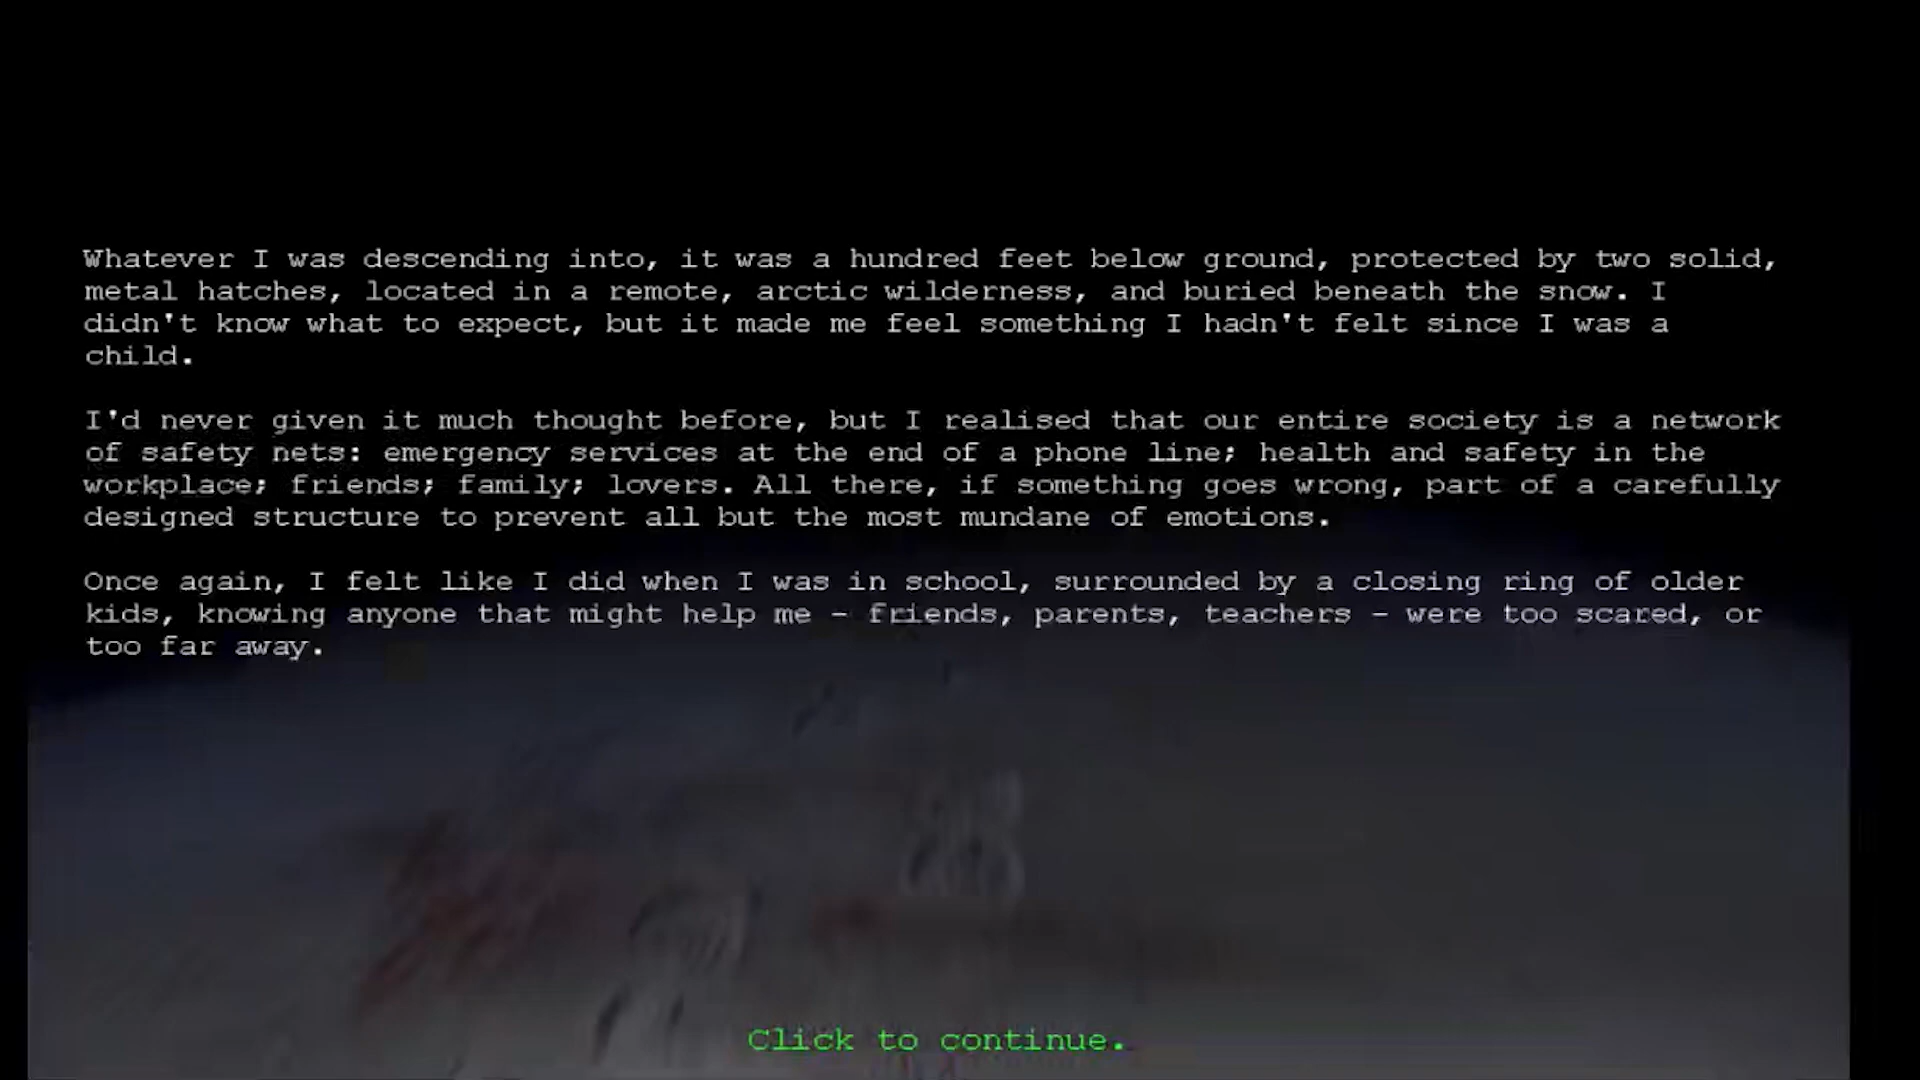 Whatever I was descending into, it was a hundred feet below ground, protected by two solid,
metal hatches, located in a remote, arctic wilderness, and buried beneath the snow. I
didn't know what to expect, but it made me feel something I hadn't felt since I was a
child.
I'd never given it much thought before, but I realised that our entire society is a network
of safety nets: emergency services at the end of a phone line; health and safety in the
workplace; friends; family; lovers. All there, if something goes wrong, part of a carefully
designed structure to prevent all but the most mundane of emotions.
Once again, I felt like I did when I was in school, surrounded by a closing ring of older
kids, knowing anyone that might help me - friends, parents, teachers - were too scared, or
too far away.
Click to continue.